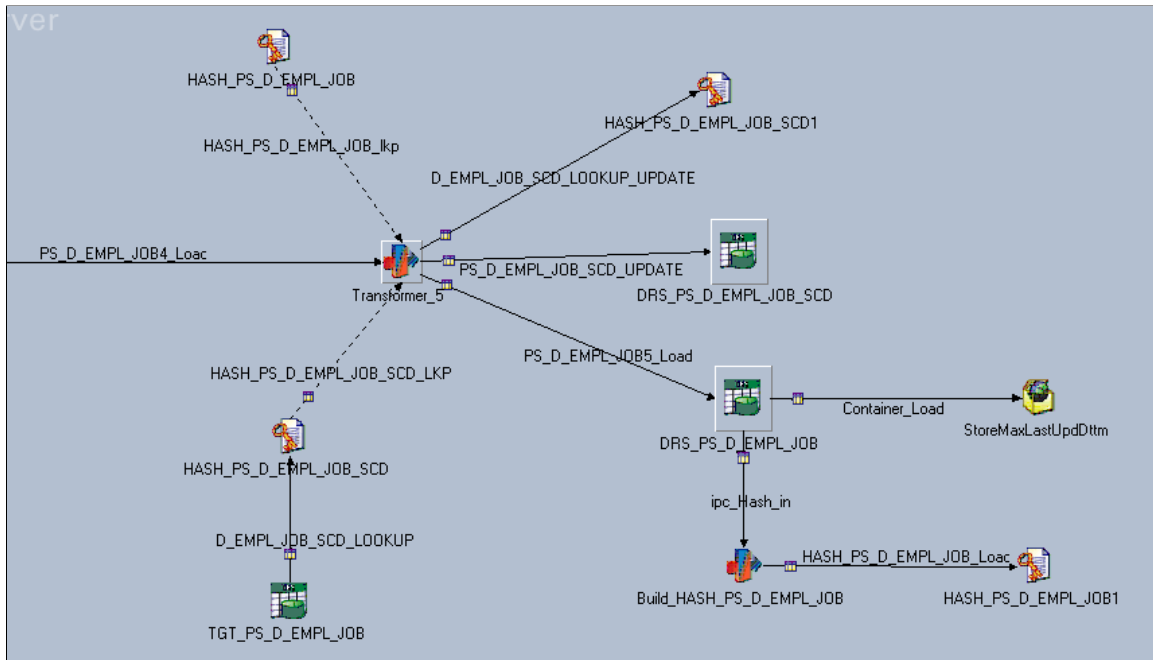 rver
HASH_PS_D_EMPL_JOB
HASH_PS_D_EMPL_JOB_lkp
HASH_PS_D_EMPL_JOB_SCD1
D_EMPL_JOB_SCD_LOOKUP_UPDATE
PS_D_EMPL_JOB4_Loac
Transformer_5
PS_D_EMPL_JOB_SCD_UPDATE
DRS_PS_D_EMPL_JOB_SCD
PS_D_EMPL_JOB5_Load
HASH_PS_D_EMPL_JOB_SCD_LKP
HASH_PS_D_EMPL_JOB_SCD
DRS_PS_D_EMPL_JOB
Container_Load
StoreMaxLastUpdDttm
ipc_Hash_in
D_EMPL_JOB_SCD_LOOKUP
TGT_PS_D_EMPL_JOB
Build_HASH_PS_D_EMPL_JOB
HASH_PS_D_EMPL_JOB_Loac
HASH_PS_D_EMPL_JOB1